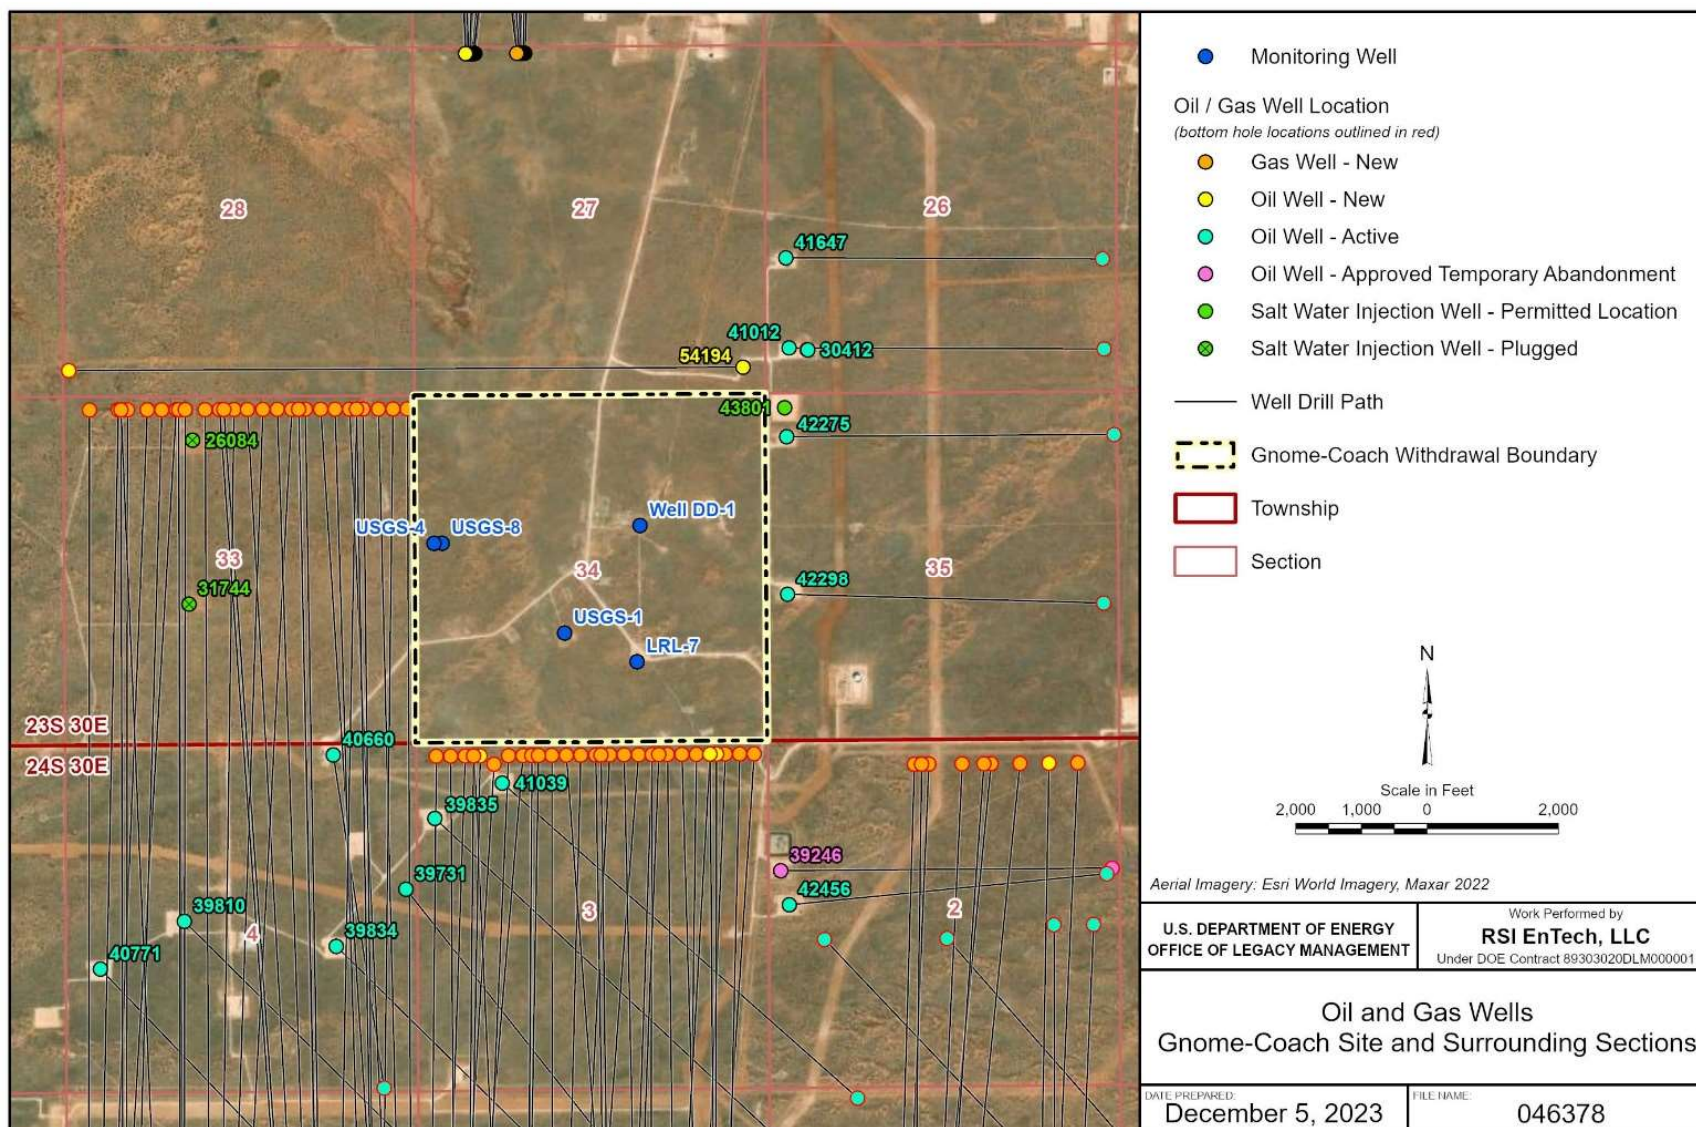 28
27
26
41647
41012
30412
54194
43801
42275
26084
Well DD-1
USGS-4
USGS-8
33
34
35
42298
31744
USGS-1
LRL-7
23S 30E
24S 30E
40660
41039
39835
39246
39731
42456
39810
3
2
4
39834
40771
Monitoring Well
Oil / Gas Well Location
(bottom hole locations outlined in red)
Gas Well - New
Oil Well - New
Oil Well - Active
Oil Well - Approved Temporary Abandonment
Salt Water Injection Well - Permitted Location
Salt Water Injection Well - Plugged
Well Drill Path
Gnome-Coach Withdrawal Boundary
Township
Section
N
Scale in Feet
2,000 1,000 0 2,000
Aerial Imagery: Esri World Imagery, Maxar 2022
U.S. DEPARTMENT OF ENERGY
OFFICE OF LEGACY MANAGEMENT
Work Performed by
RSI EnTech, LLC
Under DOE Contract 89303020DLM000001
Oil and Gas Wells
Gnome-Coach Site and Surrounding Sections
DATE PREPARED:
December 5, 2023
FILE NAME:
046378